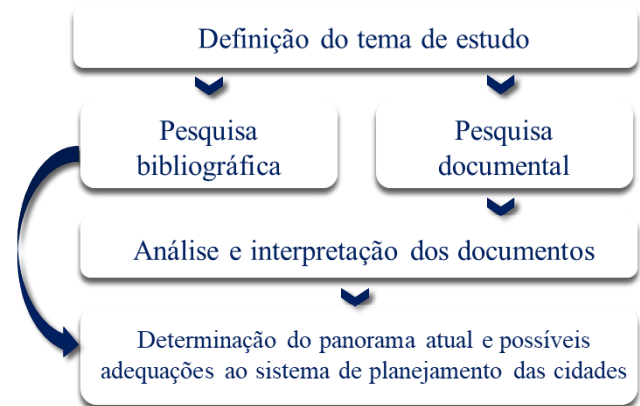 Definição do tema de estudo
Pesquisa
bibliográfica
Pesquisa
documental
Análise e interpretação dos documentos
Determinação do panorama atual e possíveis
adequações ao sistema de planejamento das cidades